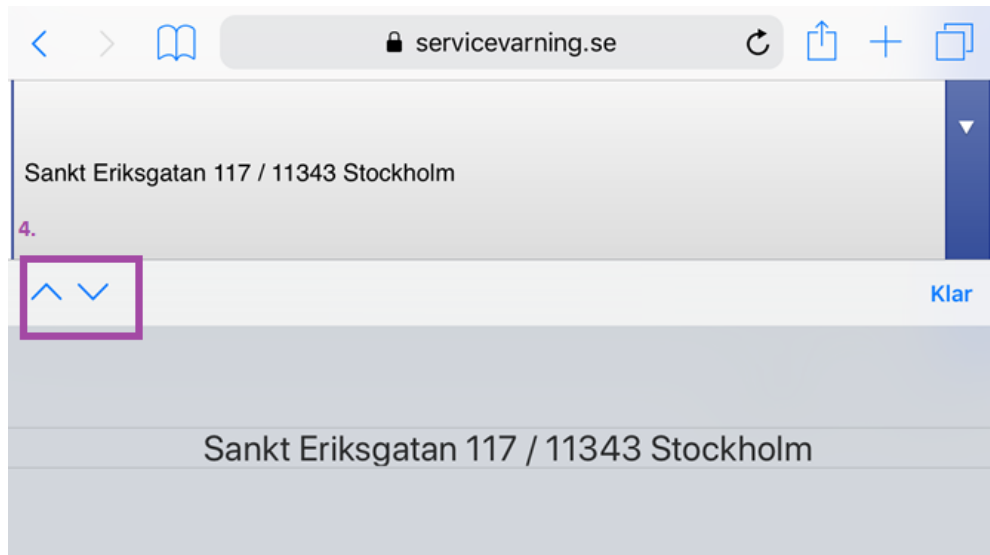 servicevarning.se
Sankt Eriksgatan 117 / 11343 Stockholm
4.
Klar
Sankt Eriksgatan 117 / 11343 Stockholm